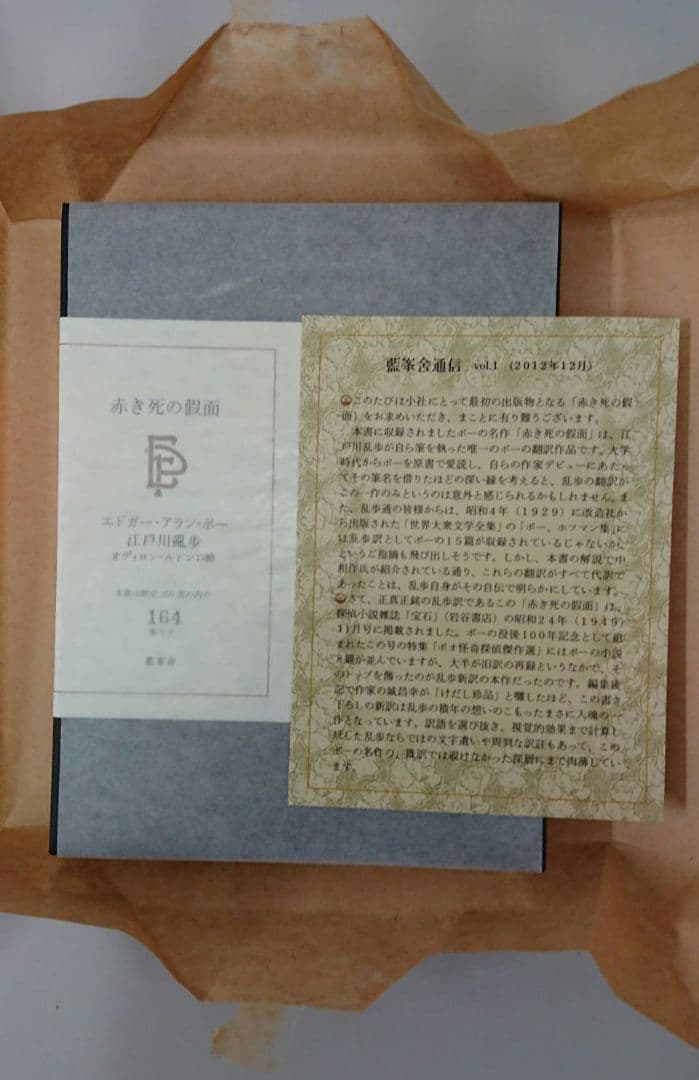 赤き死の假面
EP
エドガー・アラン・ポー
江戸川亂歩
オディロン・ルドン口絵
本書は限定350部の内の
164
番です
藍峯舎
藍峯舎通信 vol.1 (2012年12月)
このたびは小社にとって最初の出版物となる「赤き死の假
面」をお求めいただき、まことに有り難うございます。
本書に収録されましたポーの名作「赤き死の假面」は、江
戸川乱歩が自ら筆を執った唯一のポーの翻訳作品です。大学
時代からポーを原書で愛読し、自らの作家デビューにあたっ
てその筆名を借りたほどの深い縁を考えると、乱歩の翻訳が
この一作のみというのは意外と感じられるかもしれません。ま
た、乱歩通の皆様からは、昭和4年(1929)に改造社か
ら出版された「世界大衆文学全集」の「ポー、ホフマン集」に
は乱歩訳としてポーの15篇が収録されているじゃないか、
というご指摘も飛び出しそうです。しかし、本書の解説で中
相作氏が紹介されている通り、これらの翻訳がすべて代訳で
あったことは、乱歩自身がその自伝で明らかにしています。
さて、正真正銘の乱歩訳であるこの「赤き死の假面」は、
探偵小説雑誌「宝石」(岩谷書店)の昭和24年(1949)
11月号に掲載されました。ポーの没後100年記念として組
まれたこの号の特集「ポオ怪奇探偵傑作選」にはポーの小説
8篇が並んでいますが、大半が旧訳の再録というなかで、そ
のトップを飾ったのが乱歩新訳の本作だったのです。編集後
記で作家の城昌幸が「けだし珍品」と囃したほど、この書き
下ろしの新訳は乱歩の積年の想いのこもったまさに入魂の一
作となっています。訳語を選び抜き、視覚的効果まで計算し
尽した乱歩ならではの文字遣いや周到な訳註もあって、この
ポーの名作の、既訳では覗けなかった深層にまで肉薄してい
ます。